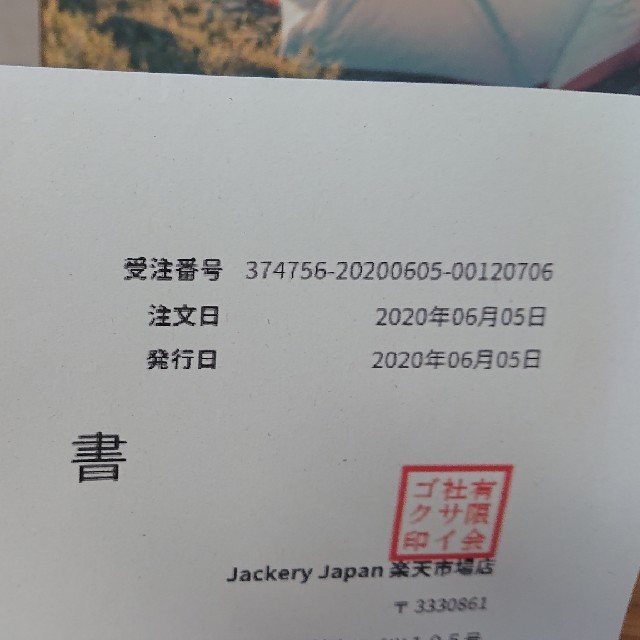 受注番号 374756-20200605-00120706
注文日 2020年06月05日
発行日 2020年06月05日
書
有限会
社サイ
ゴク印
Jackery Japan 楽天市場店
〒3330861